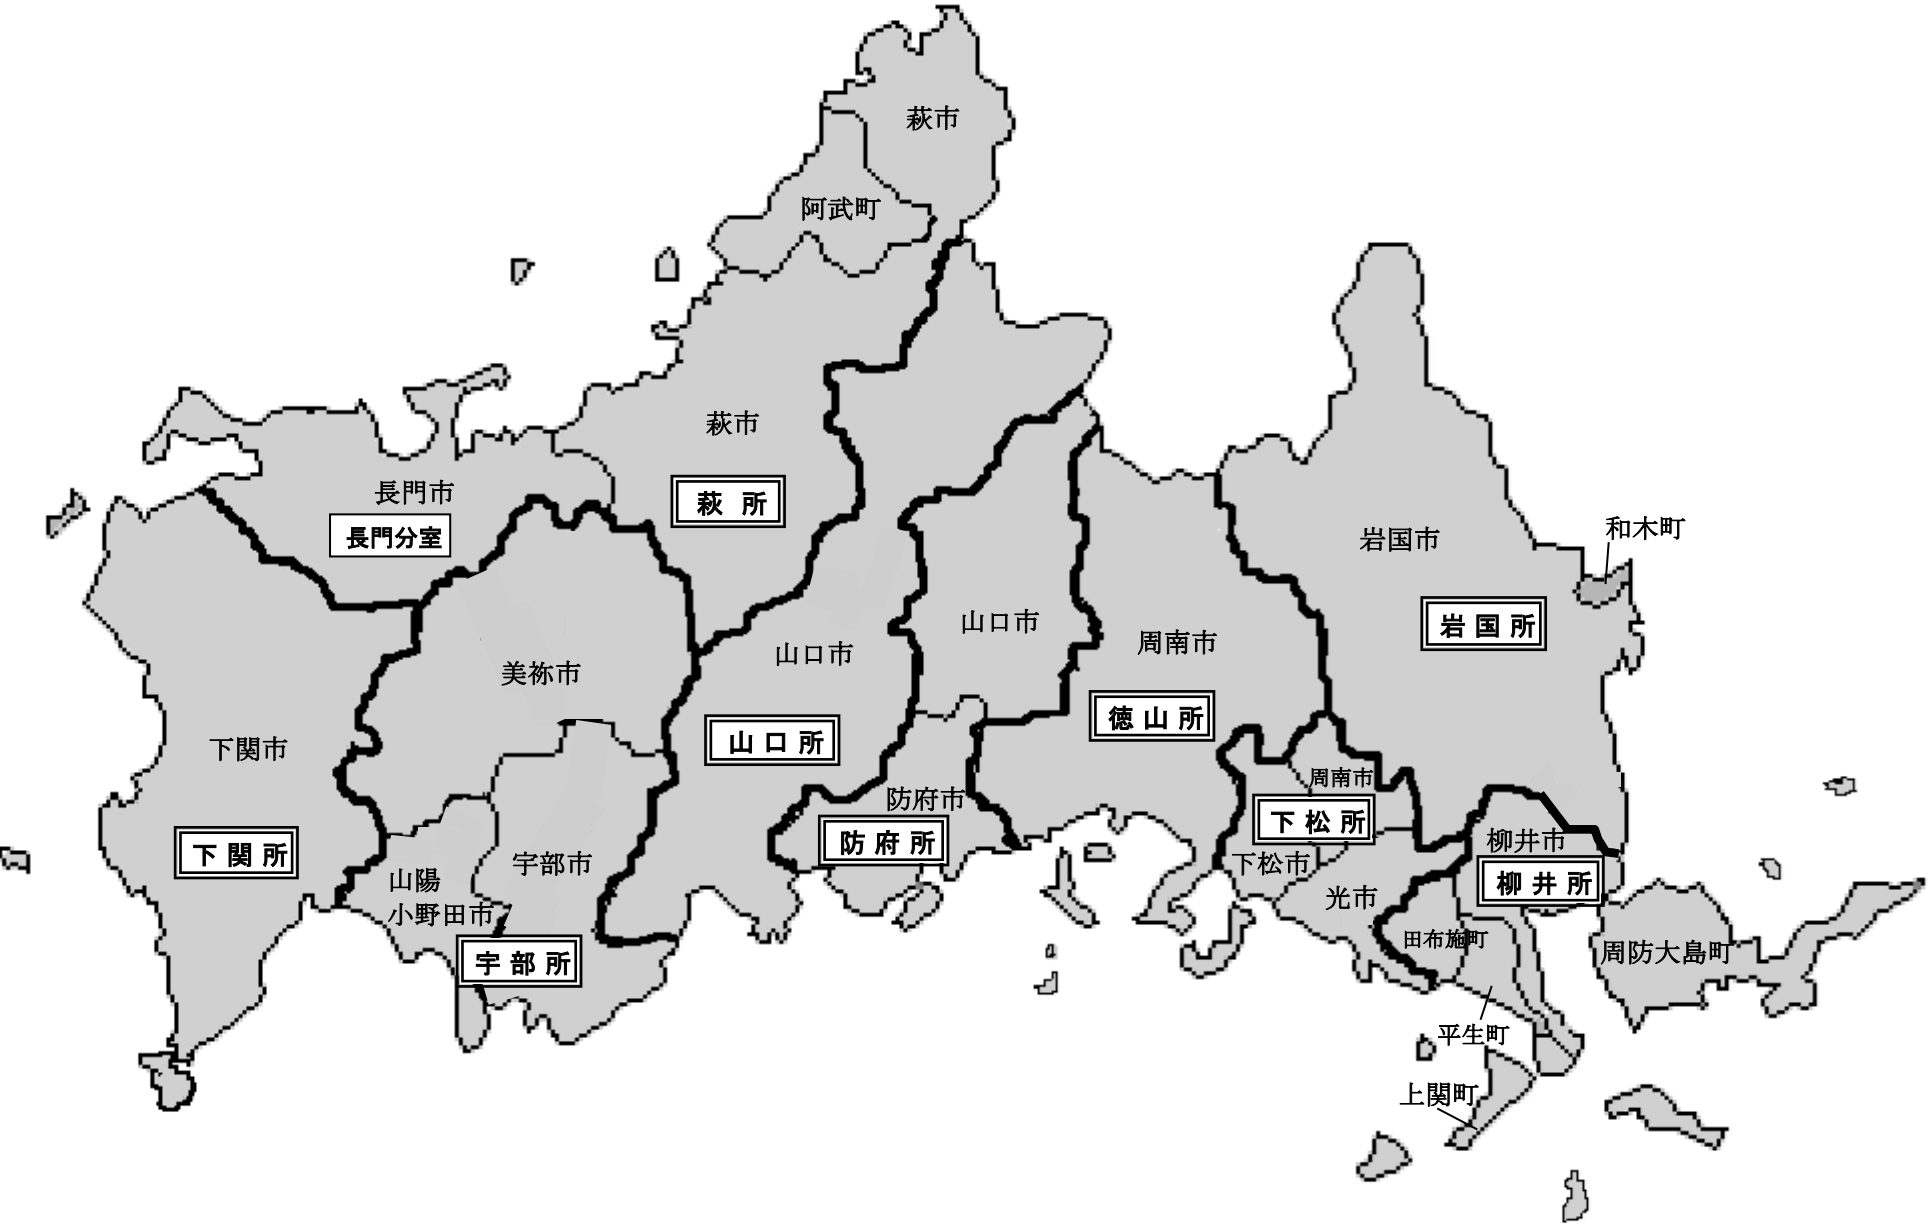 萩市
阿武町
萩市
萩所
長門市
長門分室
和木町
岩国市
岩国所
山口市
周南市
山口市
美祢市
徳山所
山口所
下関市
周南市
防府市
下松所
防府所
柳井市
下関所
宇部市
下松市
柳井所
山陽
小野田市
光市
田布施町
周防大島町
宇部所
平生町
上関町